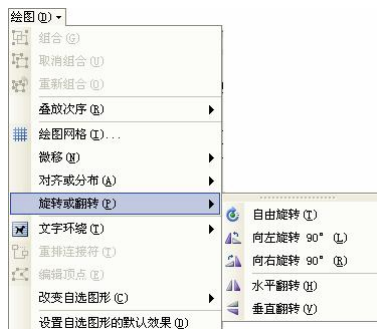 绘图(D)
组合(G)
取消组合(U)
重新组合(O)
叠放次序(R)
绘图网格(I)...
微移(N)
对齐或分布(A)
旋转或翻转(P)
自由旋转(T)
文字环绕(T)
向左旋转 90° (L)
重排连接符(T)
向右旋转 90° (R)
编辑顶点(E)
水平翻转(H)
改变自选图形(C)
垂直翻转(V)
设置自选图形的默认效果(D)